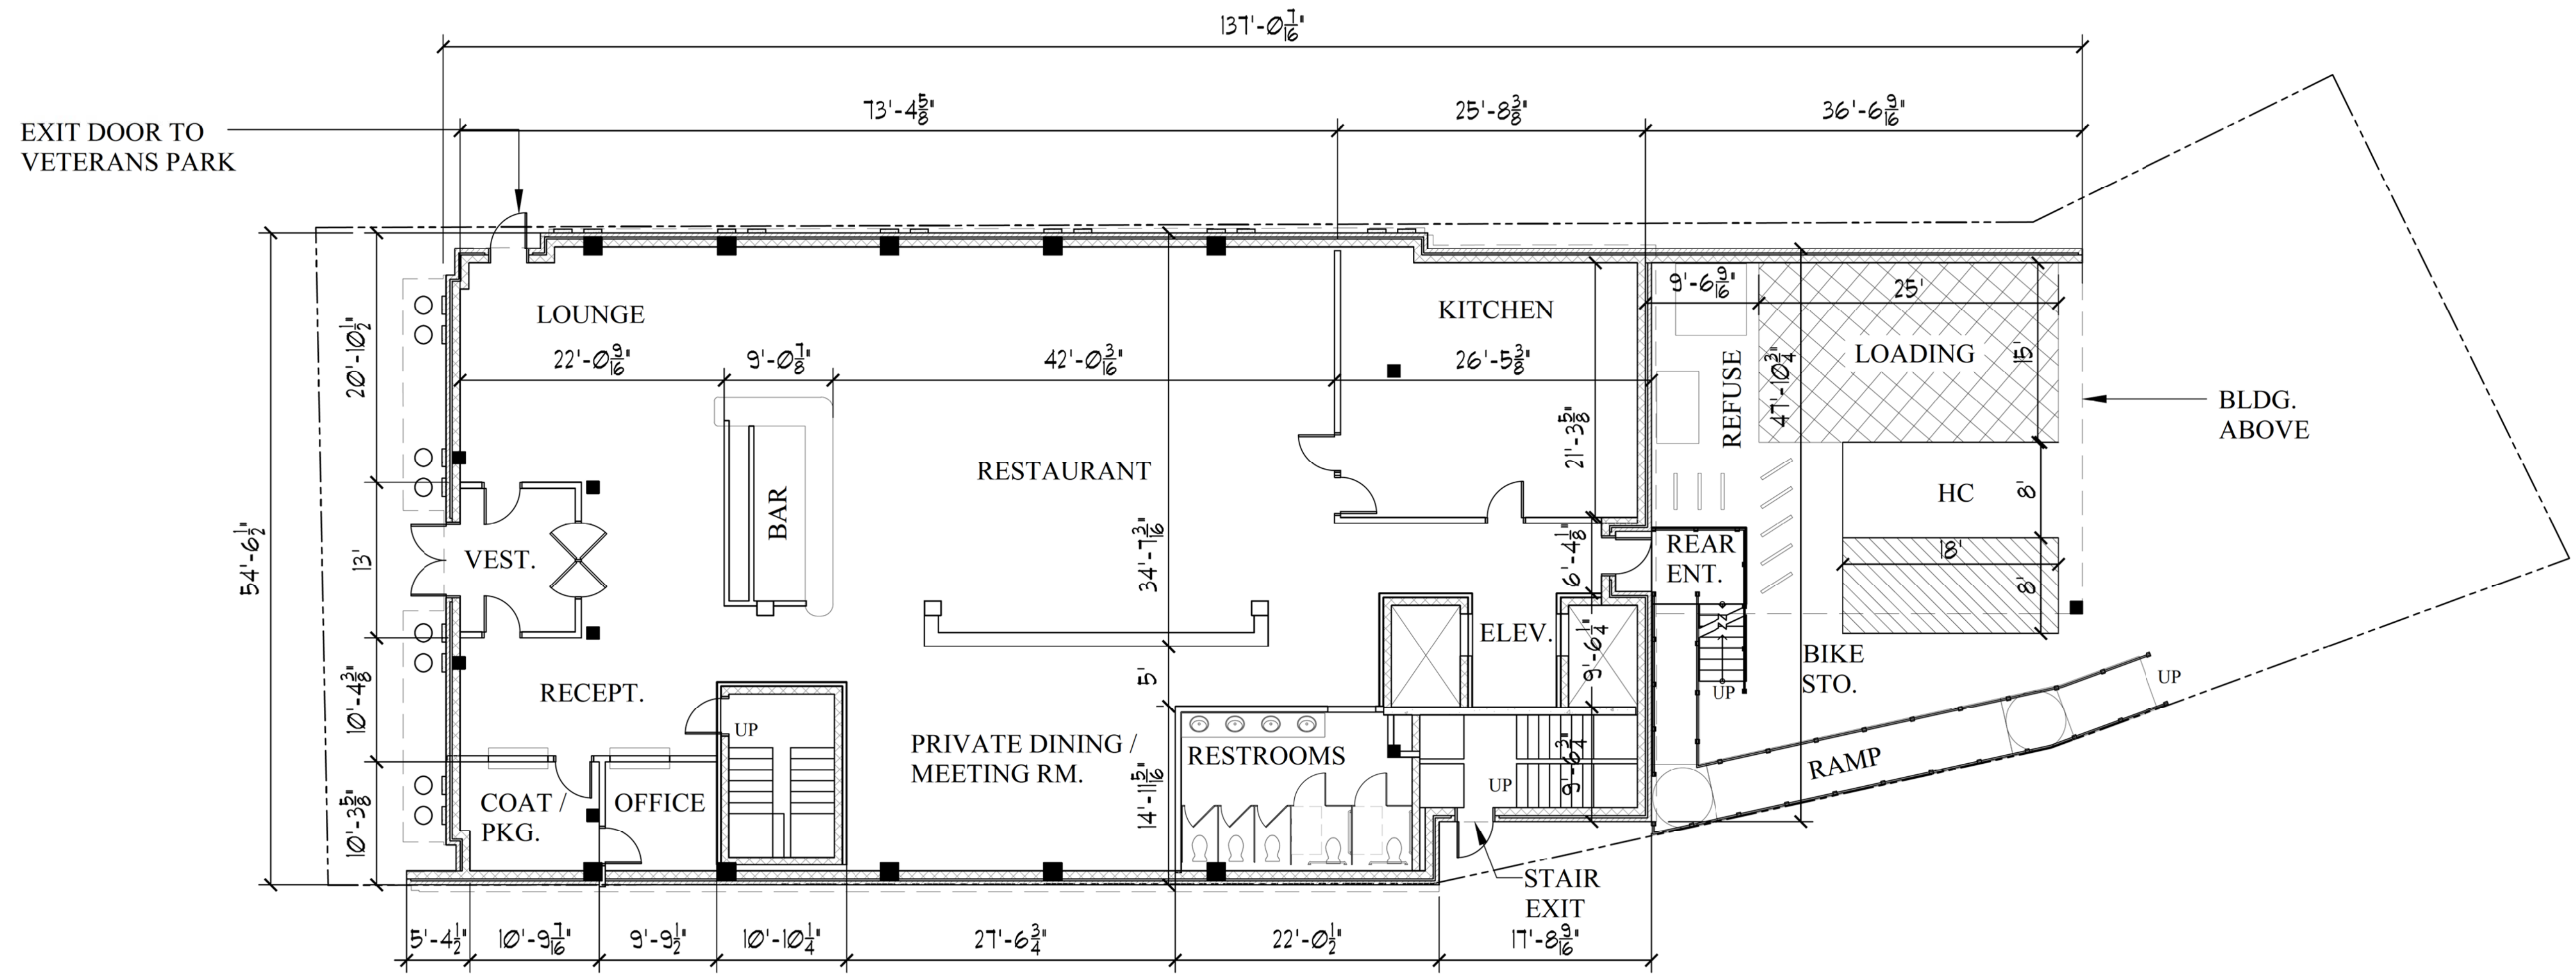 137'-0 7/16"
73'-4 5/8"
25'-8 3/8"
36'-6 9/16"
EXIT DOOR TO
VETERANS PARK
LOUNGE
KITCHEN
9'-6 9/16"
25'
LOADING
15'
REFUSE
47'-10 3/4"
22'-0 9/16"
9'-0 7/8"
42'-0 3/16"
26'-5 3/8"
20'-10 1/2"
BLDG.
ABOVE
21'-3 5/8"
RESTAURANT
BAR
HC
8'
54'-6 1/2"
13'
VEST.
34'-7 3/16"
6'-4 1/8"
REAR
ENT.
18'
8'
ELEV.
9'-6 1/4"
BIKE
STO.
UP
UP
10'-4 3/8"
RECEPT.
5'
UP
PRIVATE DINING /
MEETING RM.
RESTROOMS
9'-6 3/4"
UP
RAMP
10'-3 5/8"
COAT /
PKG.
OFFICE
14'-11 5/16"
STAIR
EXIT
5'-4 1/2"
10'-9 7/16"
9'-9 1/2"
10'-10 1/4"
27'-6 3/4"
22'-0 1/2"
17'-8 9/16"